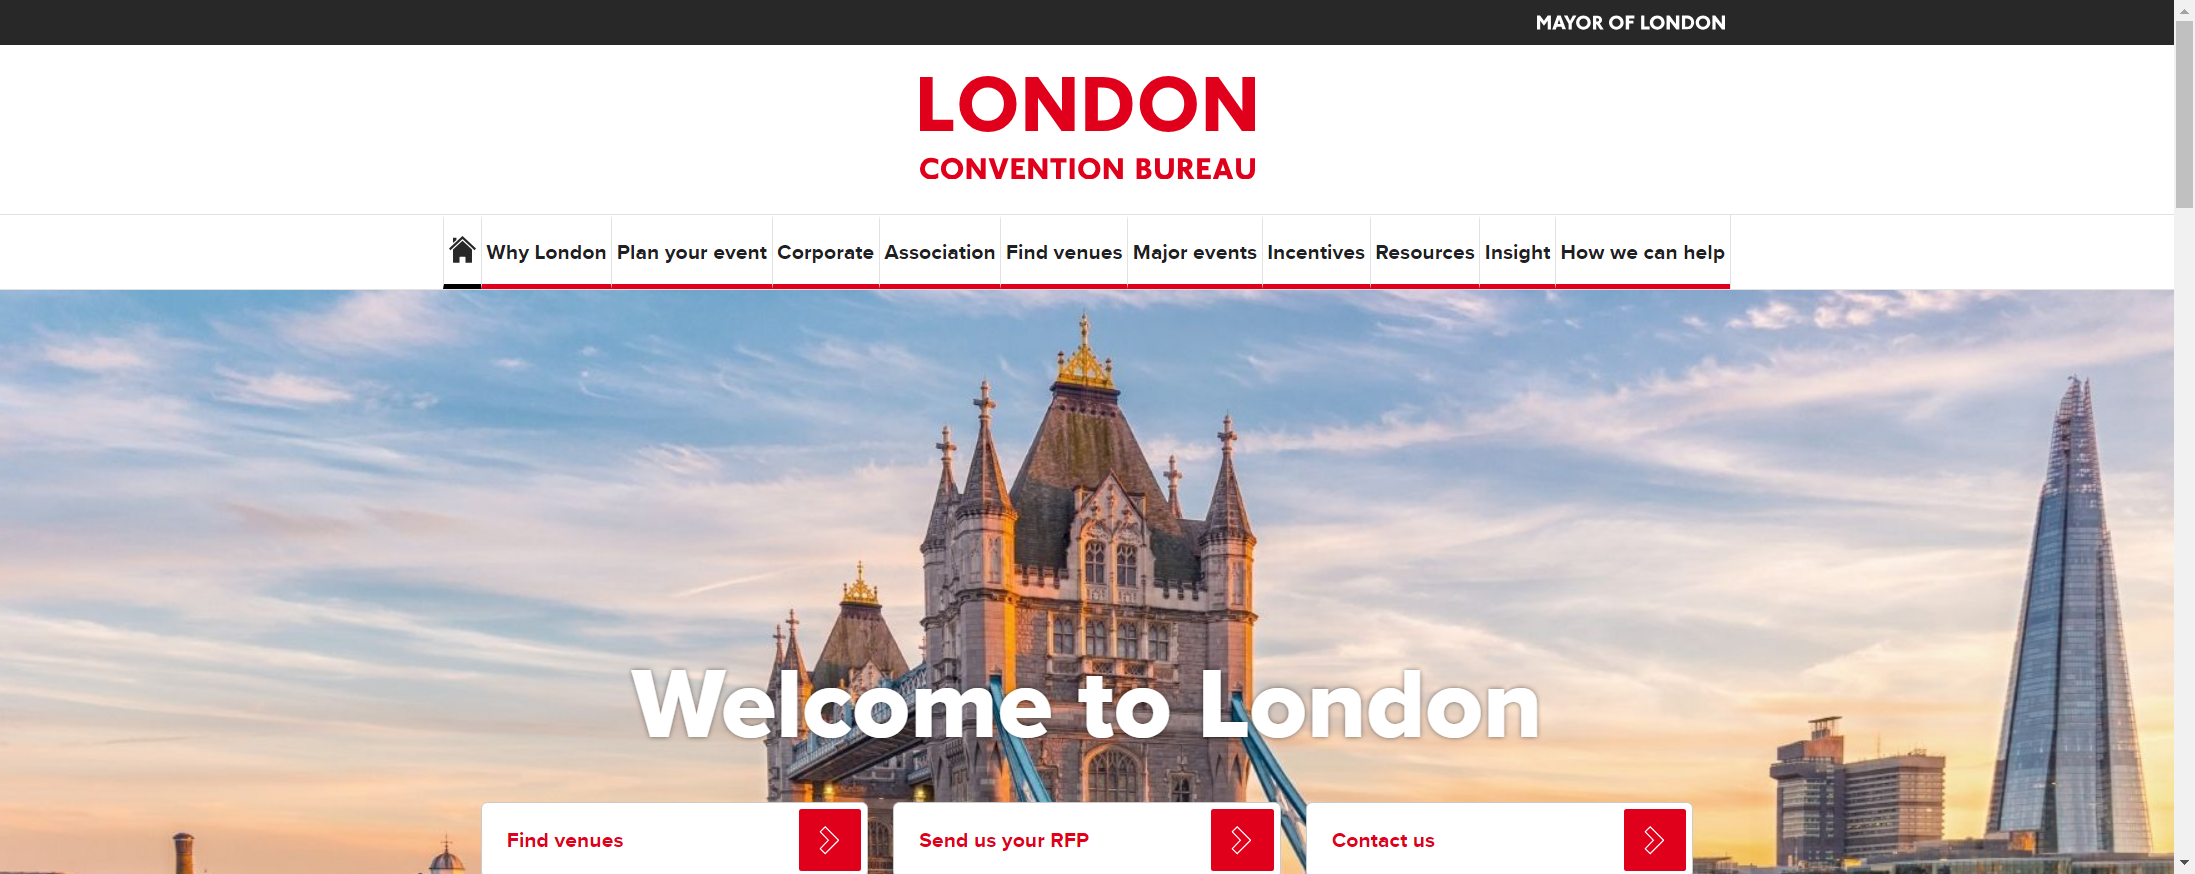 MAYOR OF LONDON
LONDON
CONVENTION BUREAU
Why London Plan your event Corporate Association Find venues Major events Incentives Resources Insight How we can help
Welcome to London
Find venues Send us your RFP Contact us